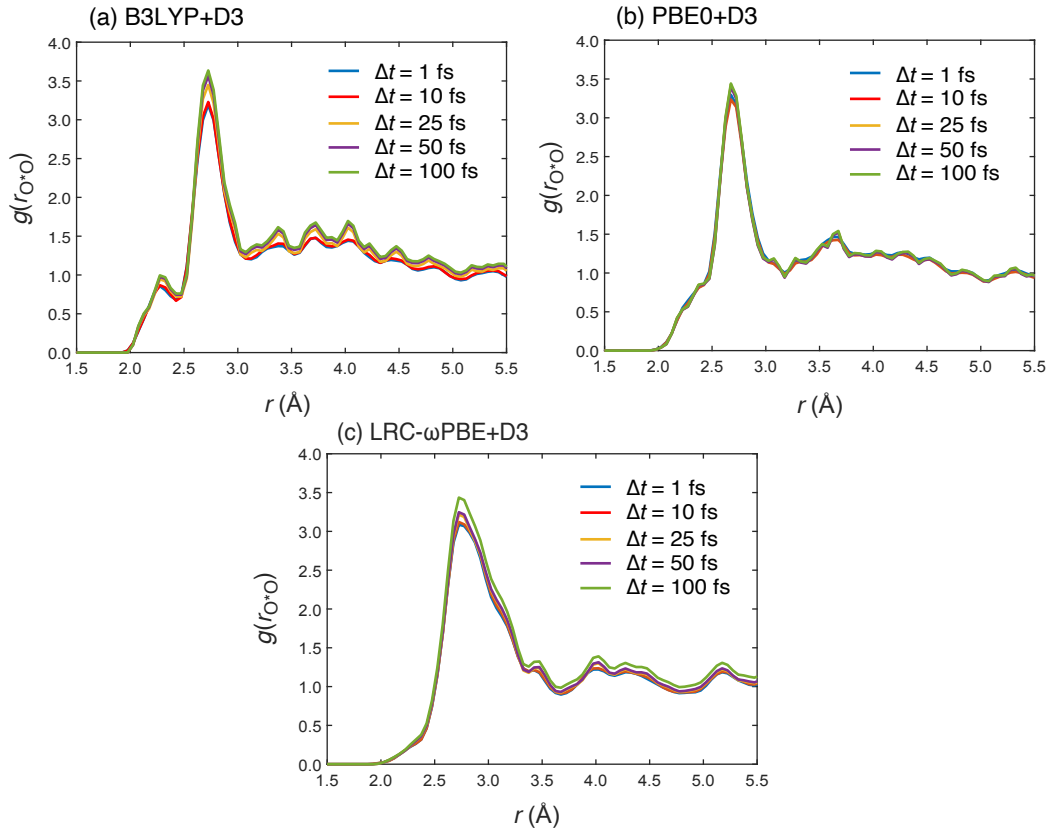 (a) B3LYP+D3
4.0
3.5
3.0
2.5
2.0
1.5
1.0
0.5
0.0
g(rO*O)
Δt = 1 fs
Δt = 10 fs
Δt = 25 fs
Δt = 50 fs
Δt = 100 fs
1.5 2.0 2.5 3.0 3.5 4.0 4.5 5.0 5.5
r (Å)
(b) PBE0+D3
4.0
3.5
3.0
2.5
2.0
1.5
1.0
0.5
0.0
g(rO*O)
Δt = 1 fs
Δt = 10 fs
Δt = 25 fs
Δt = 50 fs
Δt = 100 fs
1.5 2.0 2.5 3.0 3.5 4.0 4.5 5.0 5.5
r (Å)
(c) LRC-ωPBE+D3
4.0
3.5
3.0
2.5
2.0
1.5
1.0
0.5
0.0
g(rO*O)
Δt = 1 fs
Δt = 10 fs
Δt = 25 fs
Δt = 50 fs
Δt = 100 fs
1.5 2.0 2.5 3.0 3.5 4.0 4.5 5.0 5.5
r (Å)